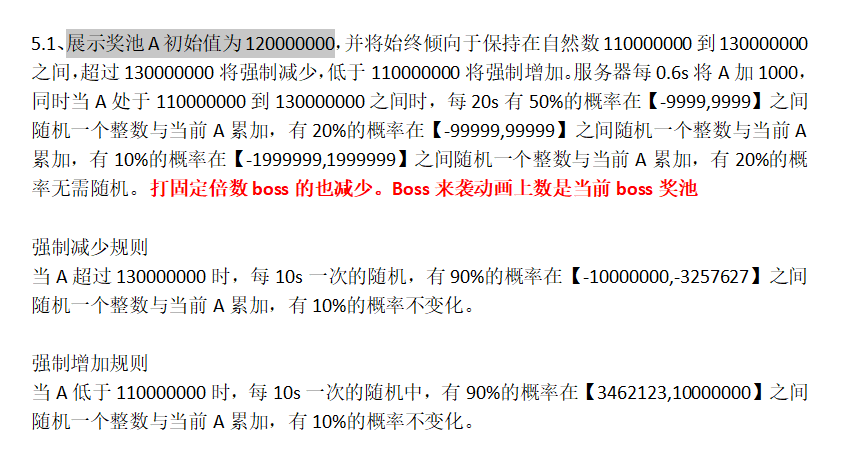 5.1、展示奖池 A 初始值为 120000000，并将始终倾向于保持在自然数 110000000 到 130000000
之间，超过 130000000 将强制减少，低于 110000000 将强制增加。服务器每 0.6s 将 A 加 1000，
同时当 A 处于 110000000 到 130000000 之间时，每 20s 有 50%的概率在【-9999,9999】之间
随机一个整数与当前 A 累加，有 20%的概率在【-99999,99999】之间随机一个整数与当前 A
累加，有 10%的概率在【-1999999,1999999】之间随机一个整数与当前 A 累加，有 20%的概
率无需随机。打固定倍数 boss 的也减少。Boss 来袭动画上数是当前 boss 奖池
强制减少规则
当 A 超过 130000000 时，每 10s 一次的随机，有 90%的概率在【-10000000,-3257627】之间
随机一个整数与当前 A 累加，有 10%的概率不变化。
强制增加规则
当 A 低于 110000000 时，每 10s 一次的随机中，有 90%的概率在【3462123,10000000】之间
随机一个整数与当前 A 累加，有 10%的概率不变化。